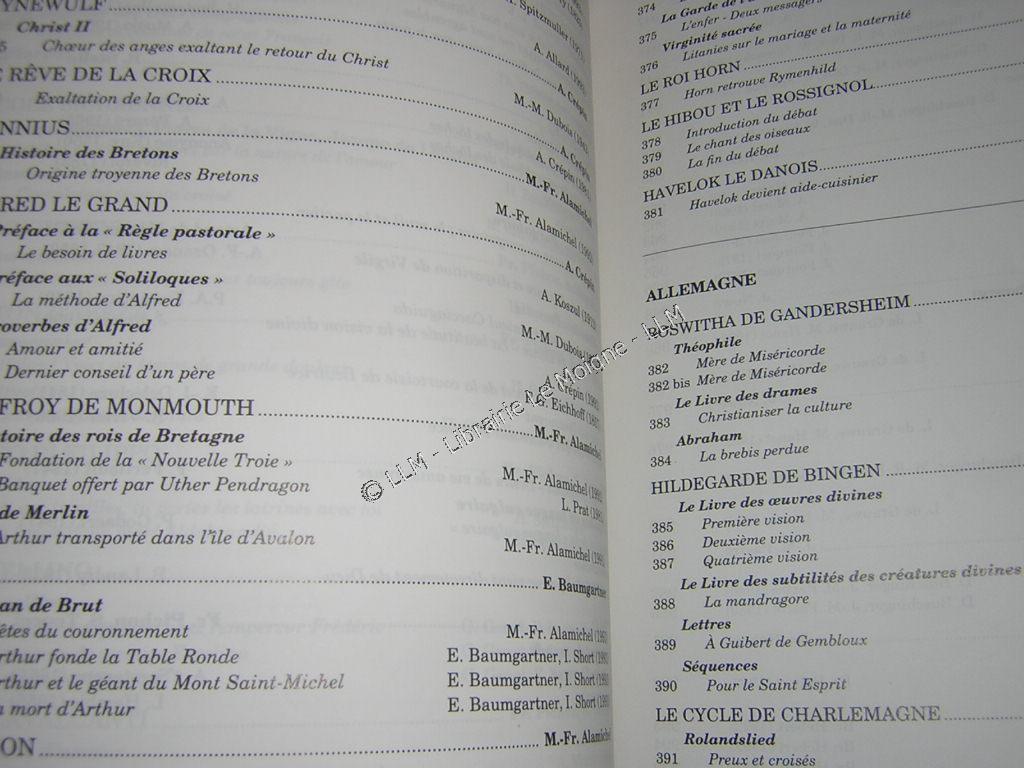 YNEWULF
Christ II
Chœur des anges exaltant le retour du Christ
RÊVE DE LA CROIX
Exaltation de la Croix
NNIUS
Histoire des Bretons
Origine troyenne des Bretons
RED LE GRAND
réface à la « Règle pastorale »
Le besoin de livres
réface aux « Soliloques »
La méthode d'Alfred
overbes d'Alfred
Amour et amitié
Dernier conseil d'un père
FROY DE MONMOUTH
toire des rois de Bretagne
Fondation de la « Nouvelle Troie »
Banquet offert par Uther Pendragon
de Merlin
Arthur transporté dans l'île d'Avalon
an de Brut
êtes du couronnement
rthur fonde la Table Ronde
rthur et le géant du Mont Saint-Michel
mort d'Arthur
ON
Spitzmuller
A. Allard
A. Crépin
M.-M. Dubois
A. Crépin
A. Crépin
M.-Fr. Alamichel
M.-Fr. Alamichel
A. Crépin
A. Koszul
M.-M. Dubois
A. Crépin
F.G. Eichhoff
M.-Fr. Alamichel
M.-Fr. Alamichel
L. Prat
M.-Fr. Alamichel
E. Baumgartner
M.-Fr. Alamichel
E. Baumgartner, I. Short
E. Baumgartner, I. Short
E. Baumgartner, I. Short
M.-Fr. Alamichel
374
La Garde de
L'enfer - Deux messagers
375
Virginité sacrée
376 Litanies sur le mariage et la maternité
LE ROI HORN
377 Horn retrouve Rymenhild
LE HIBOU ET LE ROSSIGNOL
378 Introduction du débat
379 Le chant des oiseaux
380 La fin du débat
HAVELOK LE DANOIS
381 Havelok devient aide-cuisinier
ALLEMAGNE
ROSWITHA DE GANDERSHEIM
Théophile
382 Mère de Miséricorde
382 bis Mère de Miséricorde
Le Livre des drames
383 Christianiser la culture
Abraham
384 La brebis perdue
HILDEGARDE DE BINGEN
Le Livre des œuvres divines
385 Première vision
386 Deuxième vision
387 Quatrième vision
Le Livre des subtilités des créatures divines
388 La mandragore
Lettres
389 À Guibert de Gembloux
Séquences
390 Pour le Saint Esprit
LE CYCLE DE CHARLEMAGNE
Rolandslied
391 Preux et croisés
© LLM - Librairie Le Moigne - LLM